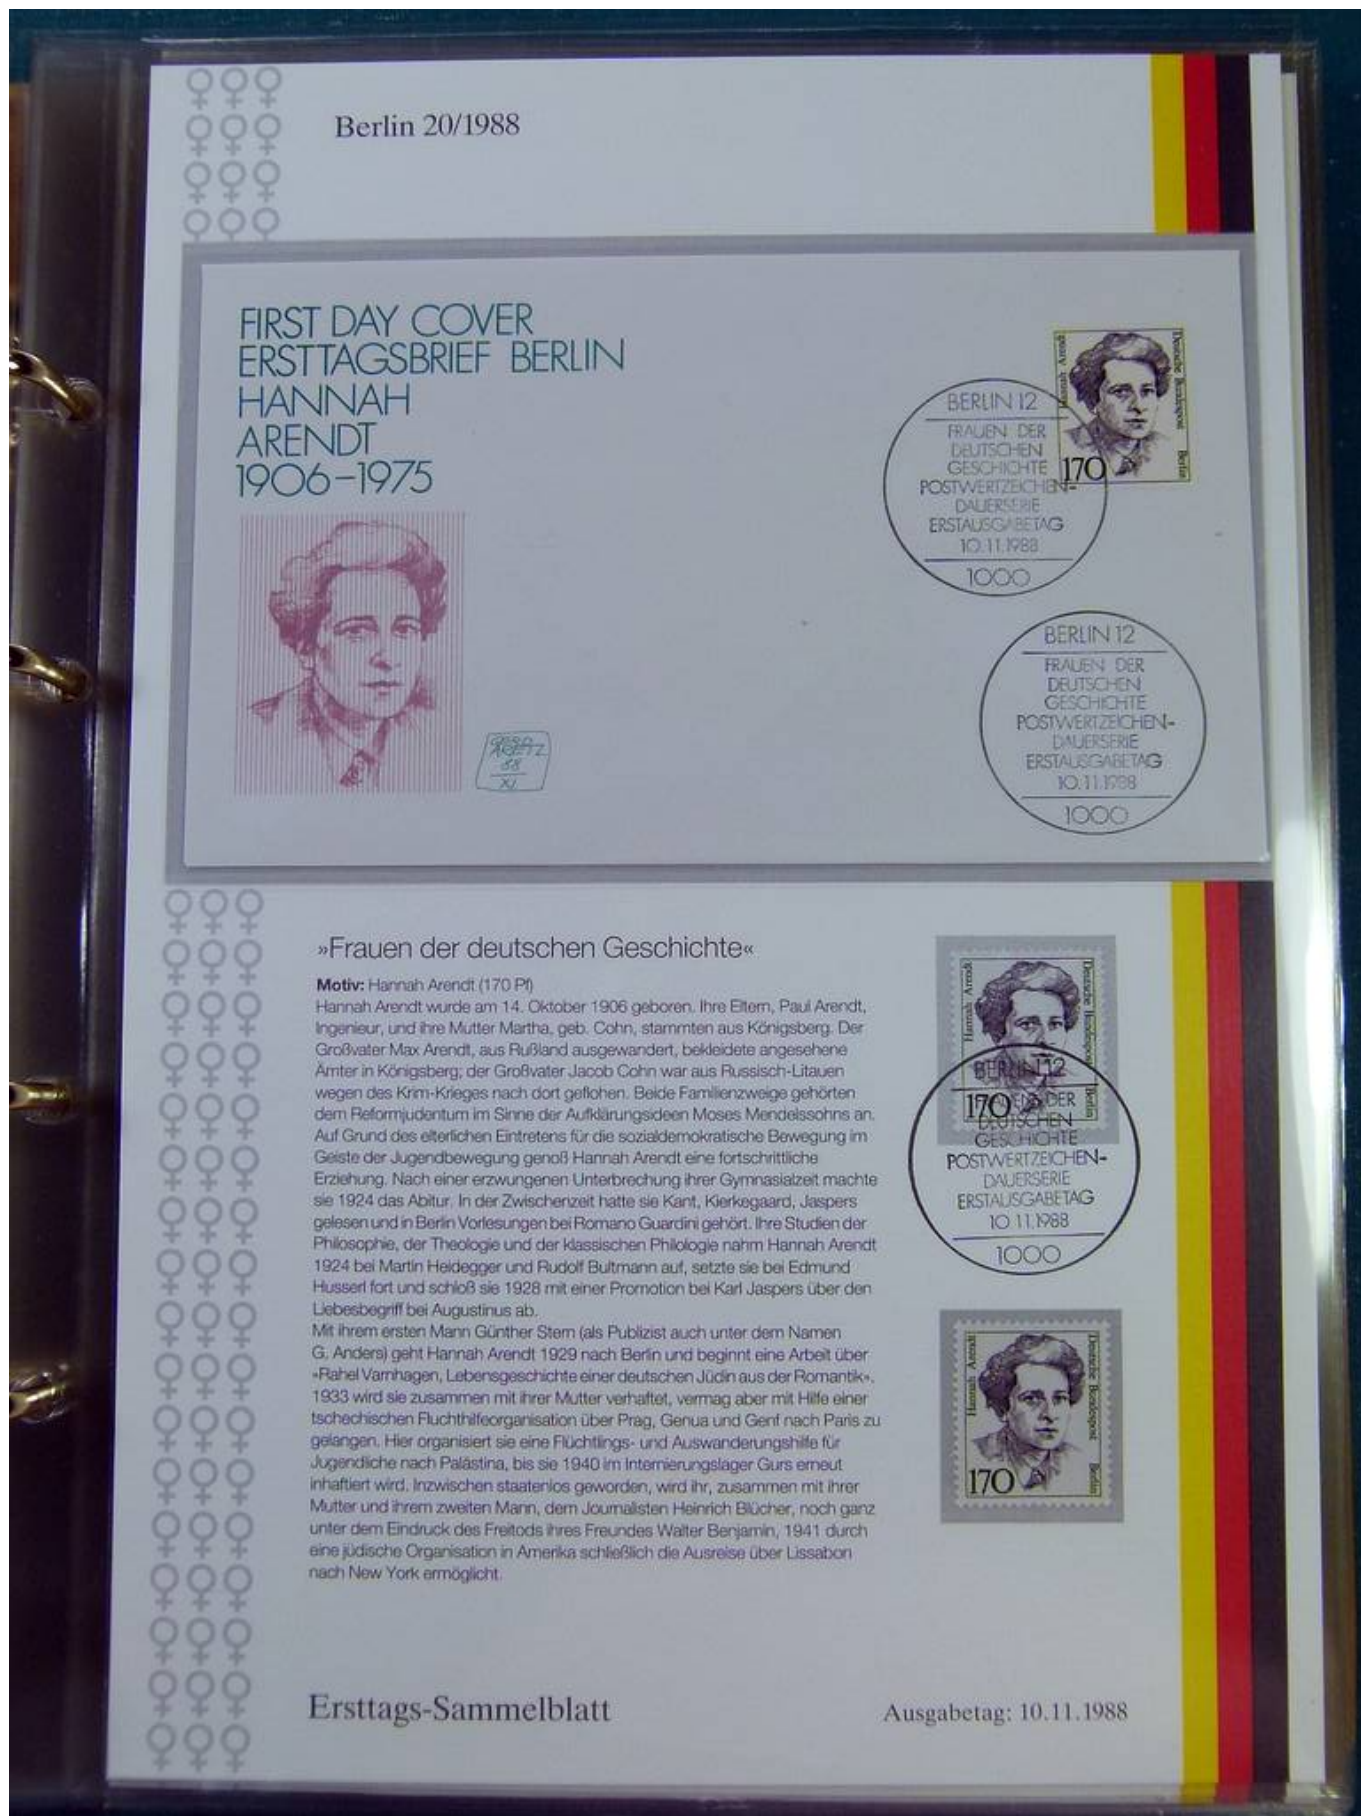 Berlin 20/1988
FIRST DAY COVER
ERSTTAGSBRIEF BERLIN
HANNAH
ARENDT
1906-1975
Hannah Arendt
Deutsche Bundespost
Berlin
170
BERLIN 12
FRAUEN DER
DEUTSCHEN
GESCHICHTE
POSTWERTZEICHEN-
DAUERSERIE
ERSTAUSGABETAG
10.11.1988
1000
BERLIN 12
FRAUEN DER
DEUTSCHEN
GESCHICHTE
POSTWERTZEICHEN-
DAUERSERIE
ERSTAUSGABETAG
10.11.1988
1000
88
XI
»Frauen der deutschen Geschichte«
Motiv: Hannah Arendt (170 Pf)
Hannah Arendt wurde am 14. Oktober 1906 geboren. Ihre Eltern, Paul Arendt,
Ingenieur, und ihre Mutter Martha, geb. Cohn, stammten aus Königsberg. Der
Großvater Max Arendt, aus Rußland ausgewandert, bekleidete angesehene
Ämter in Königsberg; der Großvater Jacob Cohn war aus Russisch-Litauen
wegen des Krim-Krieges nach dort geflohen. Beide Familienzweige gehörten
dem Reformjudentum im Sinne der Aufklärungsideen Moses Mendelssohns an.
Auf Grund des elterlichen Eintretens für die sozialdemokratische Bewegung im
Geiste der Jugendbewegung genoß Hannah Arendt eine fortschrittliche
Erziehung. Nach einer erzwungenen Unterbrechung ihrer Gymnasialzeit machte
sie 1924 das Abitur. In der Zwischenzeit hatte sie Kant, Kierkegaard, Jaspers
gelesen und in Berlin Vorlesungen bei Romano Guardini gehört. Ihre Studien der
Philosophie, der Theologie und der klassischen Philologie nahm Hannah Arendt
1924 bei Martin Heidegger und Rudolf Bultmann auf, setzte sie bei Edmund
Husserl fort und schloß sie 1928 mit einer Promotion bei Karl Jaspers über den
Liebesbegriff bei Augustinus ab.
Mit ihrem ersten Mann Günther Stern (als Publizist auch unter dem Namen
G. Anders) geht Hannah Arendt 1929 nach Berlin und beginnt eine Arbeit über
»Rahel Varnhagen, Lebensgeschichte einer deutschen Jüdin aus der Romantik«.
1933 wird sie zusammen mit ihrer Mutter verhaftet, vermag aber mit Hilfe einer
tschechischen Fluchthilfeorganisation über Prag, Genua und Genf nach Paris zu
gelangen. Hier organisiert sie eine Flüchtlings- und Auswanderungshilfe für
Jugendliche nach Palästina, bis sie 1940 im Internierungslager Gurs erneut
inhaftiert wird. Inzwischen staatenlos geworden, wird ihr, zusammen mit ihrer
Mutter und ihrem zweiten Mann, dem Journalisten Heinrich Blücher, noch ganz
unter dem Eindruck des Freitods ihres Freundes Walter Benjamin, 1941 durch
eine jüdische Organisation in Amerika schließlich die Ausreise über Lissabon
nach New York ermöglicht.
Hannah Arendt
Deutsche Bundespost
Berlin
170
BERLIN 12
FRAUEN DER
DEUTSCHEN
GESCHICHTE
POSTWERTZEICHEN-
DAUERSERIE
ERSTAUSGABETAG
10.11.1988
1000
Hannah Arendt
Deutsche Bundespost
Berlin
170
Ersttags-Sammelblatt
Ausgabetag: 10.11.1988